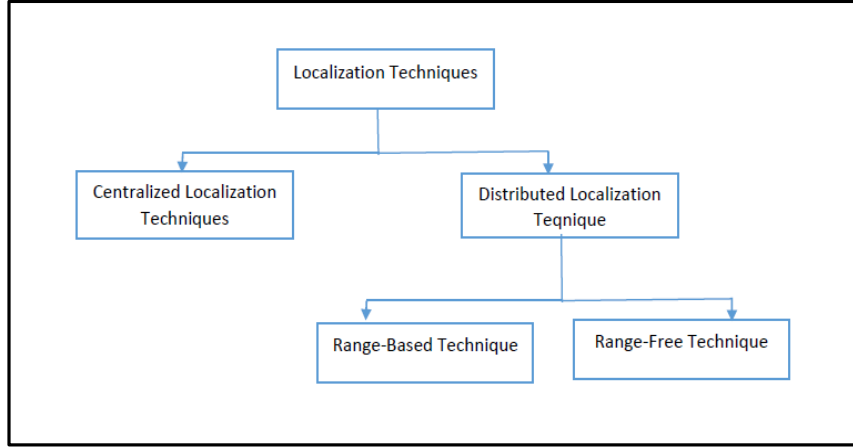 Localization Techniques
Centralized Localization
Techniques
Distributed Localization
Teqnique
Range-Based Technique
Range-Free Technique